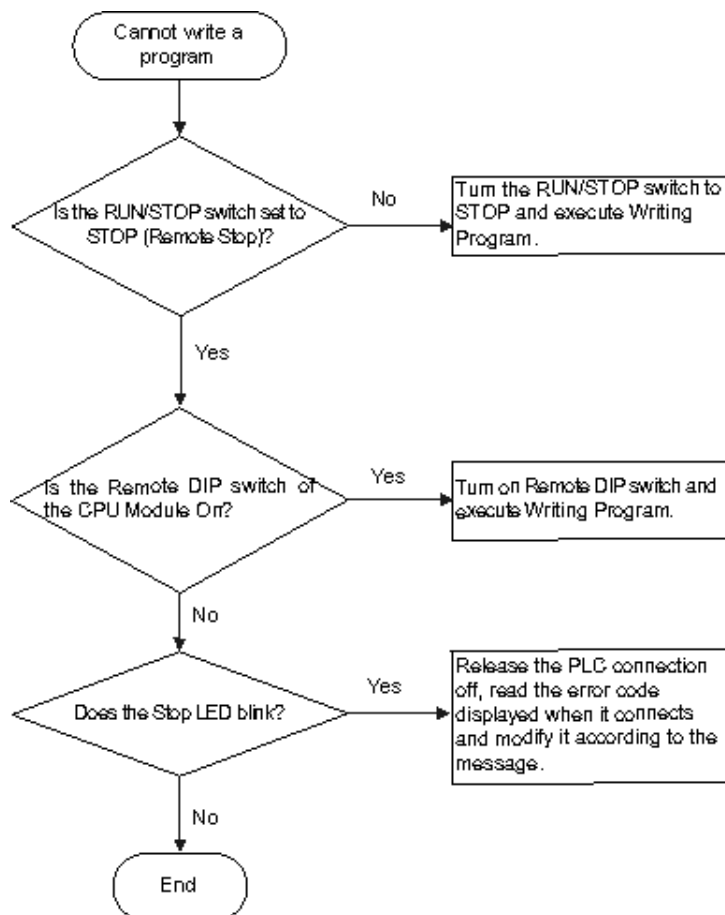 Cannot write a
program
Is the RUN/STOP switch set to
STOP (Remote Stop)?
No
Turn the RUN/STOP switch to
STOP and execute Writing
Program.
Yes
Is the Remote DIP switch of
the CPU Module On?
Yes
Turn on Remote DIP switch and
execute Writing Program.
No
Does the Stop LED blink?
Yes
Release the PLC connection
off, read the error code
displayed when it connects
and modify it according to the
message.
No
End